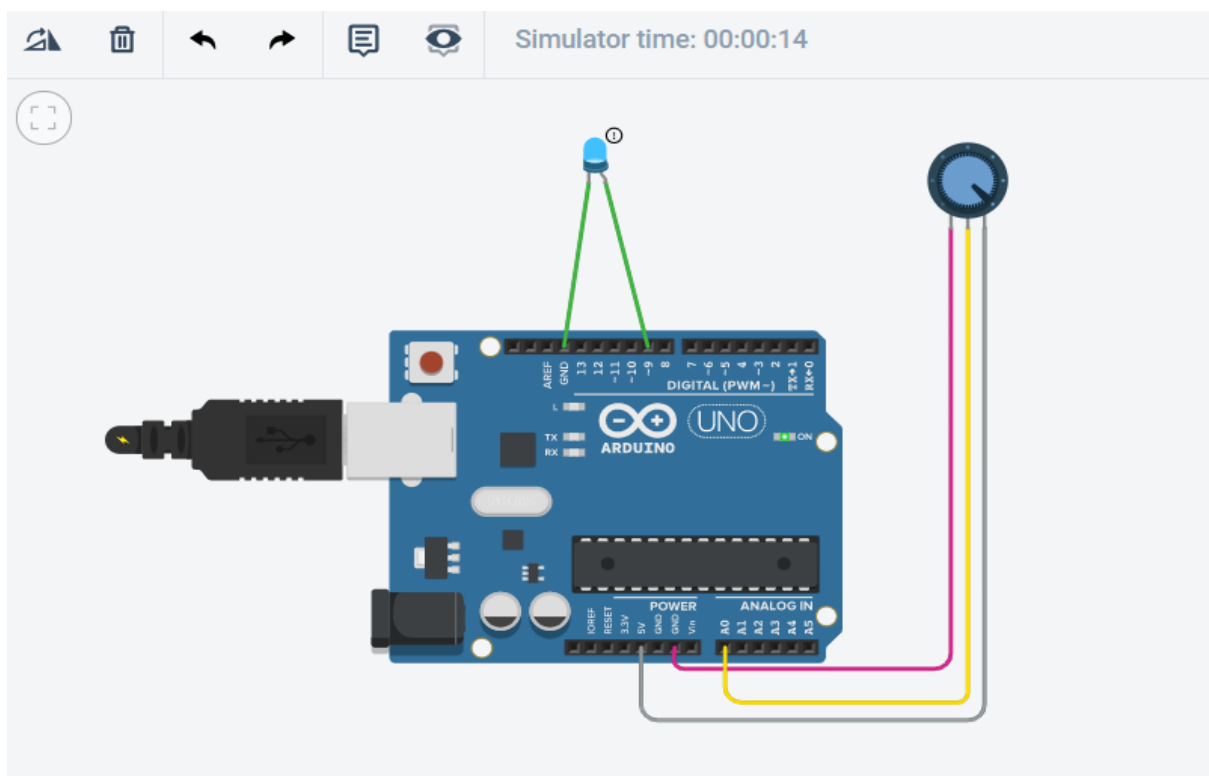 Simulator time: 00:00:14
AREF
GND
13
12
~11
~10
~9
8
7
~6
~5
4
~3
2
TX→1
RX←0
DIGITAL (PWM~)
L
TX
RX
ARDUINO
UNO
ON
POWER
ANALOG IN
IOREF
RESET
3.3V
5V
GND
GND
Vin
A0
A1
A2
A3
A4
A5